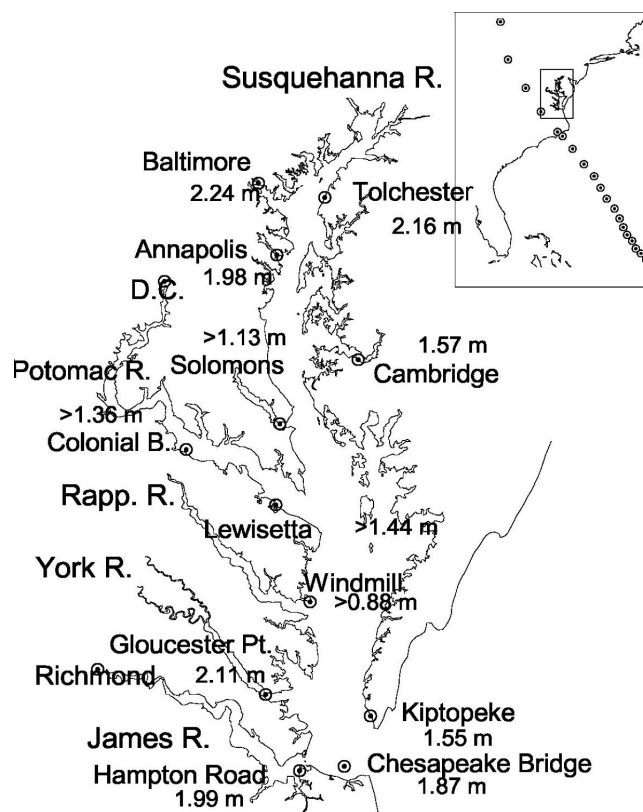 Susquehanna R.
Baltimore
2.24 m
Tolchester
2.16 m
Annapolis
1.98 m
D.C.
>1.13 m
Solomons
1.57 m
Cambridge
Potomac R.
>1.36 m
Colonial B.
Rapp. R.
Lewisetta
>1.44 m
York R.
Windmill
>0.88 m
Gloucester Pt.
2.11 m
Richmond
Kiptopeke
1.55 m
James R.
Hampton Road
1.99 m
Chesapeake Bridge
1.87 m